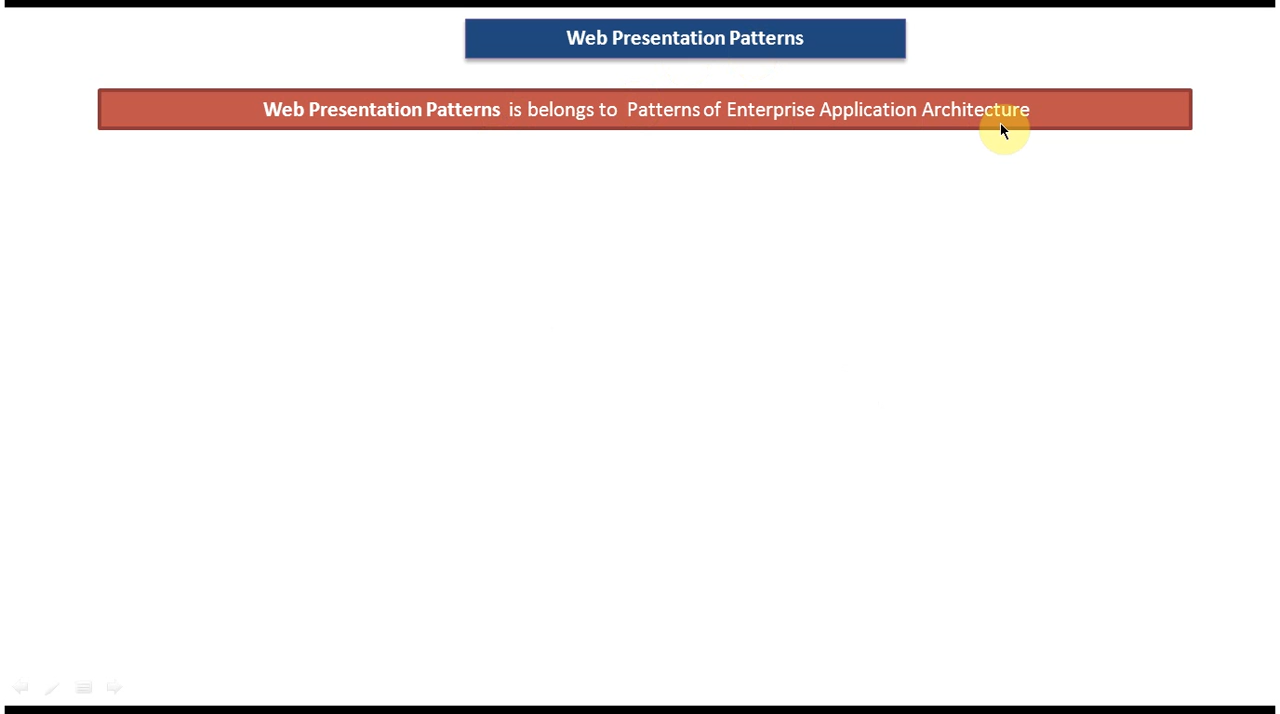 Web Presentation Patterns
Web Presentation Patterns is belongs to Patterns of Enterprise Application Architecture